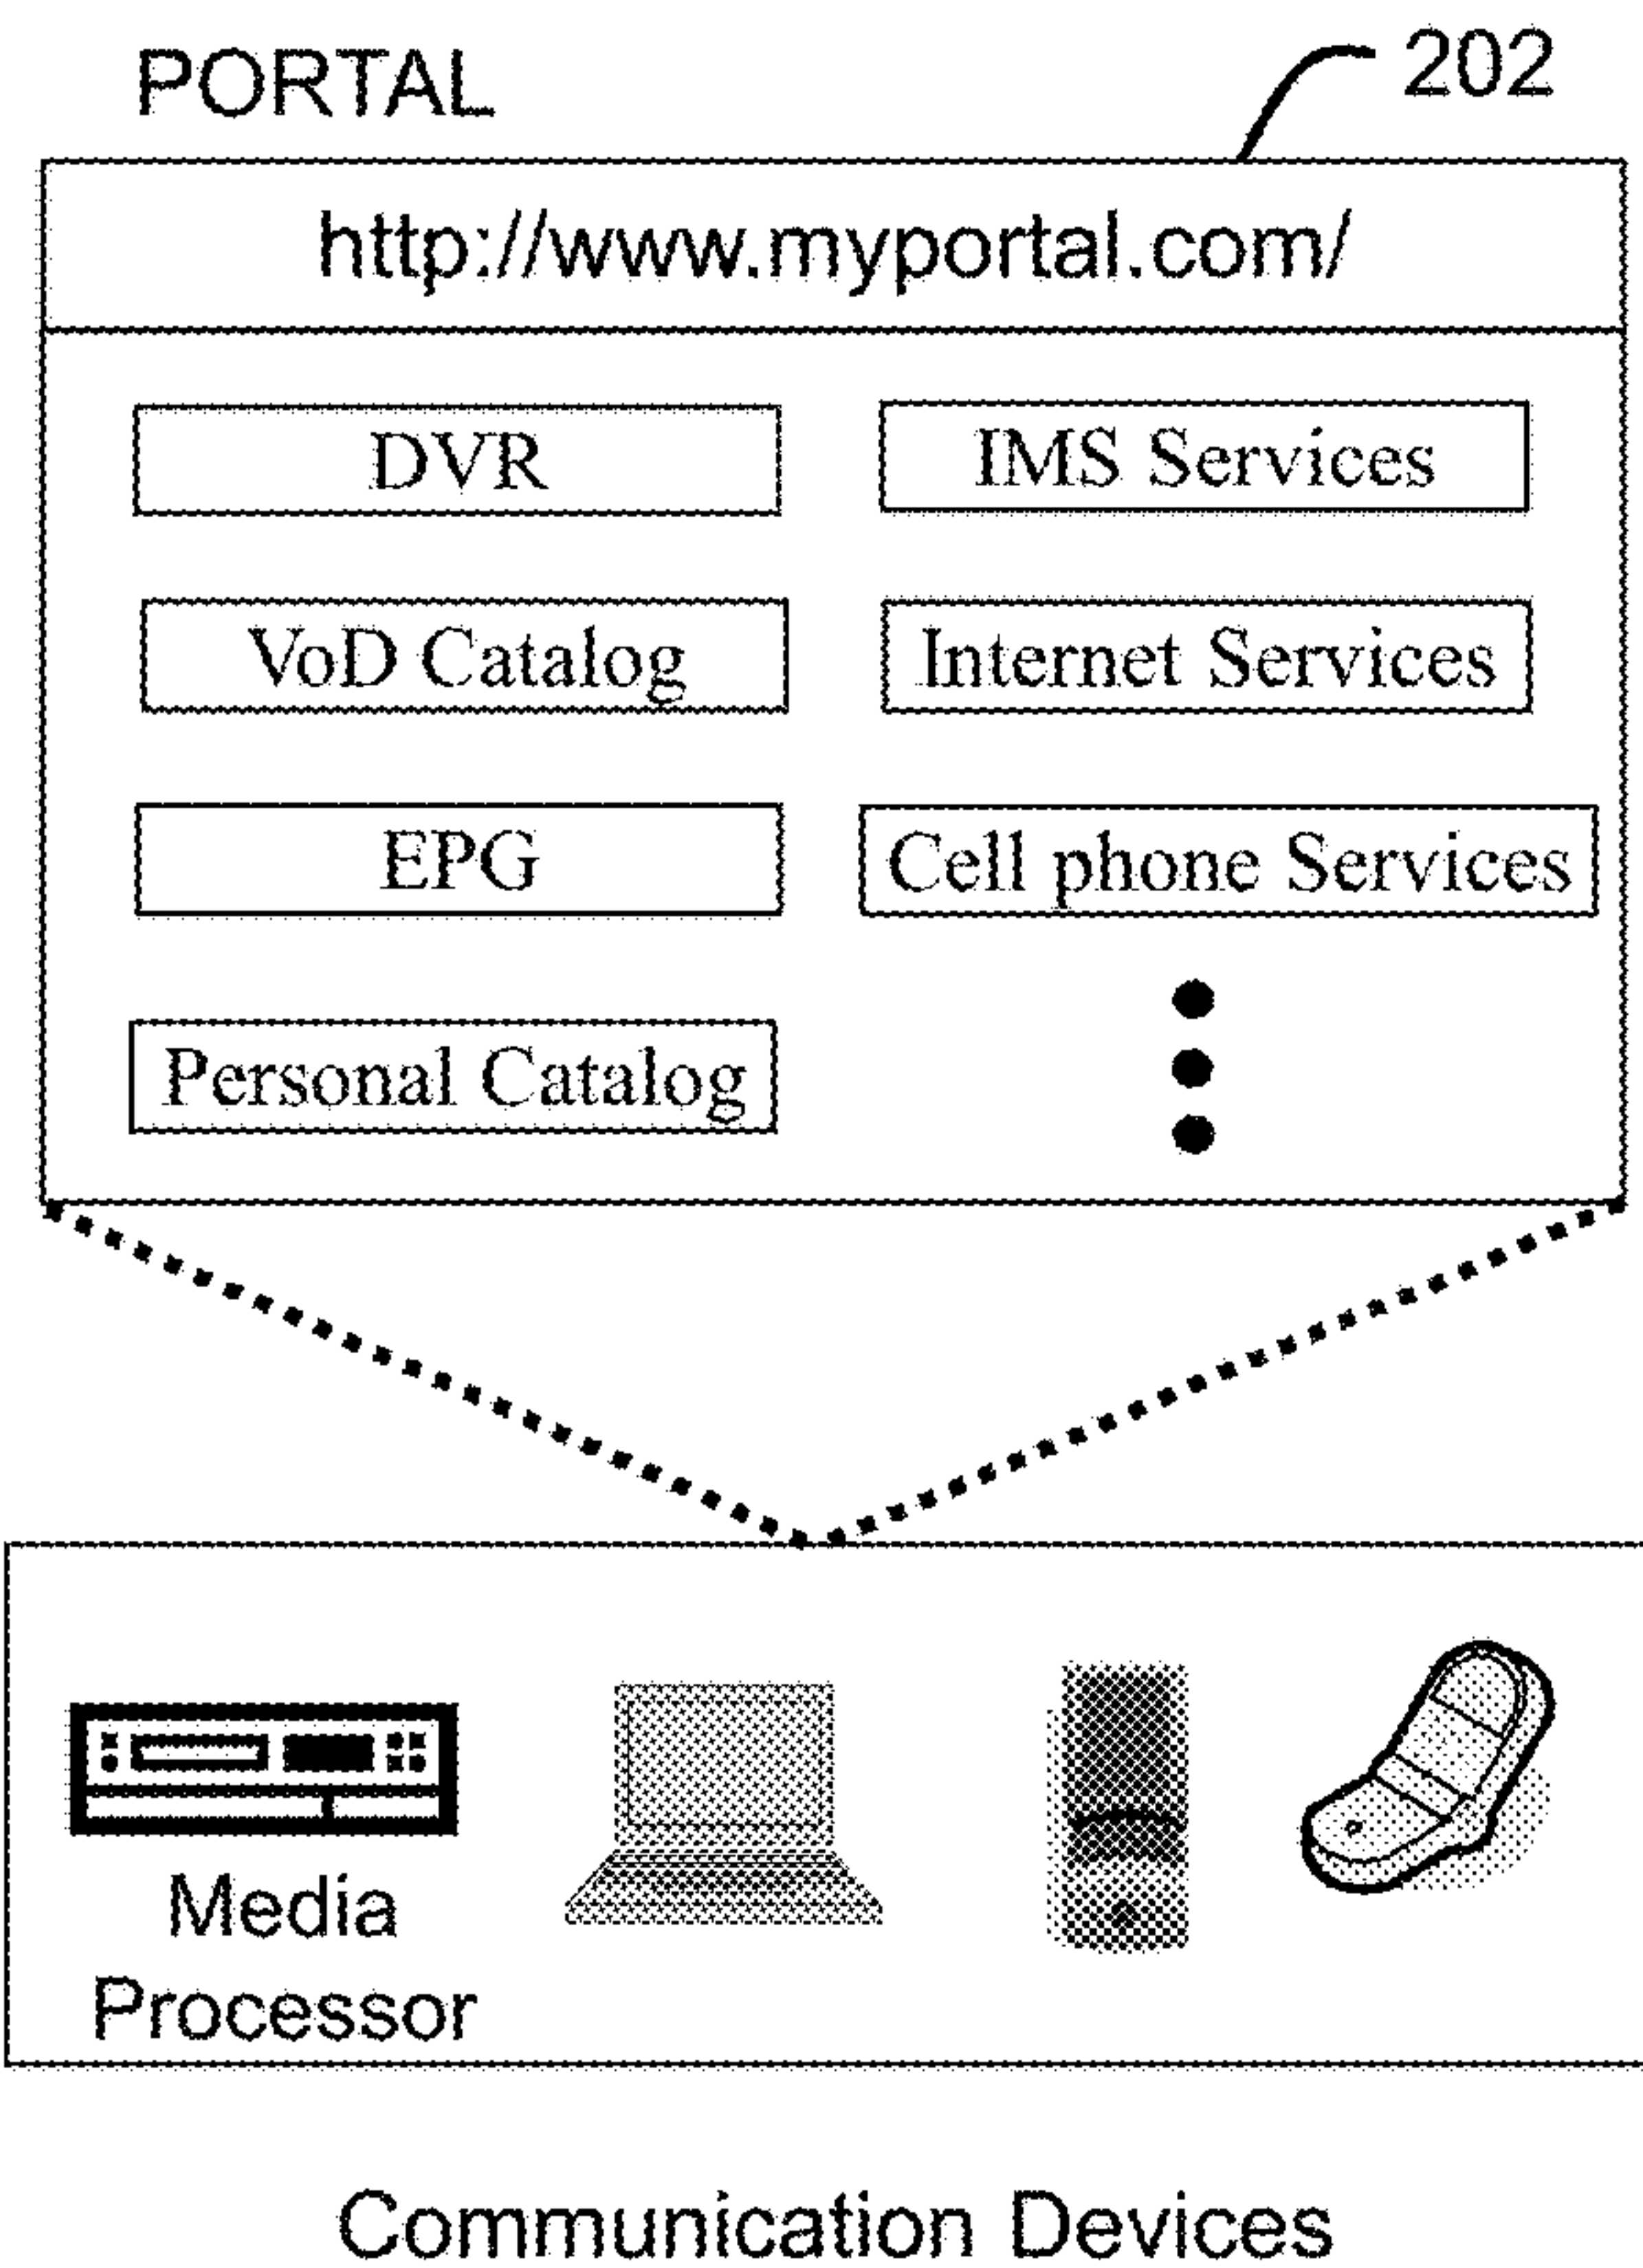 PORTAL
202
http://www.myportal.com/
DVR
IMS Services
VoD Catalog
Internet Services
EPG
Cell phone Services
Personal Catalog
Media
Processor
Communication Devices